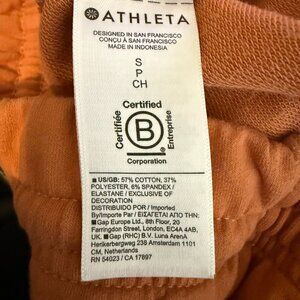 ATHLETA
DESIGNED IN SAN FRANCISCO
CONÇU À SAN FRANCISCO
MADE IN INDONESIA
S
P
CH
Certified
Certifiée
B
Entreprise
Corporation
US/GB: 57% COTTON, 37%
POLYESTER, 6% SPANDEX /
ELASTANE / EXCLUSIVE OF
DECORATION
DISTRIBUIDO POR / Imported
By/Importe Par / ΕΙΣΑΓΕΤΑΙ ΑΠΌ
Gap Europe Ltd., 8th Floor, 20
Farringdon Street, London, EC4A 4AB,
UK. Gap (RHC) B.V. Luna ArenA
Herikerbergweg 238 Amsterdam 1101
CM, Netherlands
RN 54023 / CA 17897